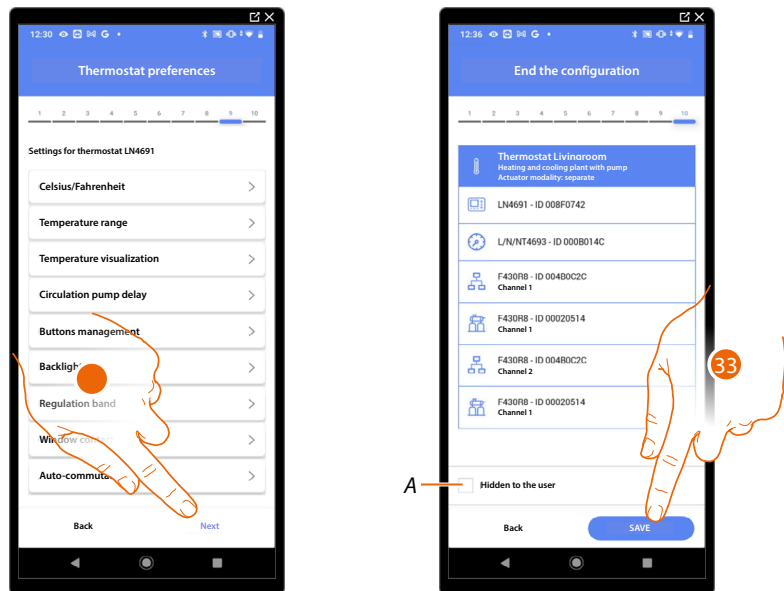 12:30 G •
Thermostat preferences
1 2 3 4 5 6 7 8 9 10
Settings for thermostat LN4691
Celsius/Fahrenheit
Temperature range
Temperature visualization
Circulation pump delay
Buttons management
Backligh
Regulation band
Window con
Auto-commuta
Back Next
12:36 G •
End the configuration
1 2 3 4 5 6 7 8 9 10
Thermostat Livingroom
Heating and cooling plant with pump
Actuator modality: separate
LN4691 - ID 008F0742
L/N/NT4693 - ID 000B014C
F430R8 - ID 004B0C2C
Channel 1
F430R8 - ID 00020514
Channel 1
F430R8 - ID 004B0C2C
Channel 2
F430R8 - ID 00020514
Channel 1
33
A
Hidden to the user
Back SAVE